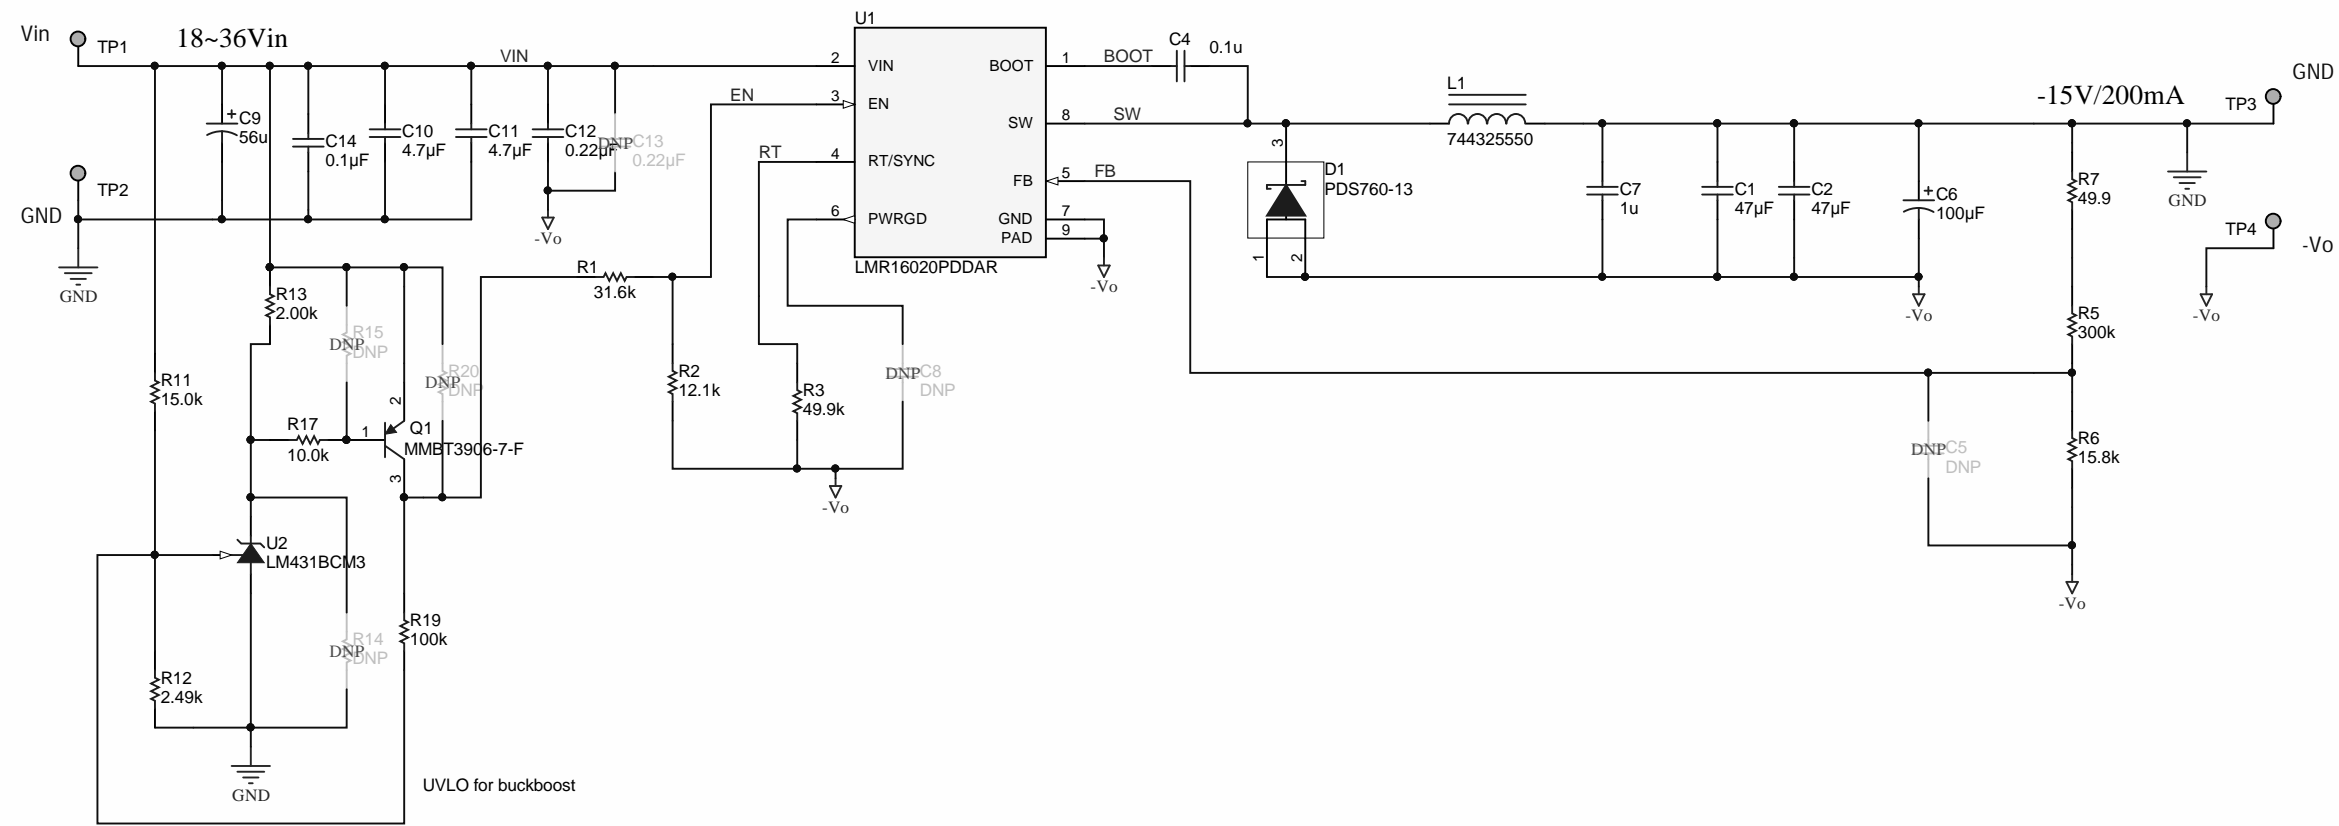 Vin
TP1
18~36Vin
VIN
+
C9
56u
C14
0.1µF
C10
4.7µF
C11
4.7µF
C12
0.22µF
DNP
C13
0.22µF
-Vo
TP2
GND
GND
U1
2
VIN
EN
3
EN
RT
4
RT/SYNC
6
PWRGD
BOOT
1
BOOT
SW
8
SW
FB
5
FB
GND
7
PAD
9
LMR16020PDDAR
-Vo
C4
0.1u
3
D1
PDS760-13
1
2
L1
744325550
C7
1u
C1
47µF
C2
47µF
+
C6
100µF
-Vo
-15V/200mA
GND
TP3
GND
TP4
-Vo
-Vo
R7
49.9
R5
300k
R6
15.8k
DNP
C5
DNP
-Vo
R13
2.00k
R15
DNP
DNP
R20
DNP
DNP
R11
15.0k
R17
10.0k
1
2
3
Q1
MMBT3906-7-F
R1
31.6k
R2
12.1k
R3
49.9k
DNP
C8
DNP
-Vo
U2
LM431BCM3
R14
DNP
DNP
R19
100k
R12
2.49k
GND
UVLO for buckboost